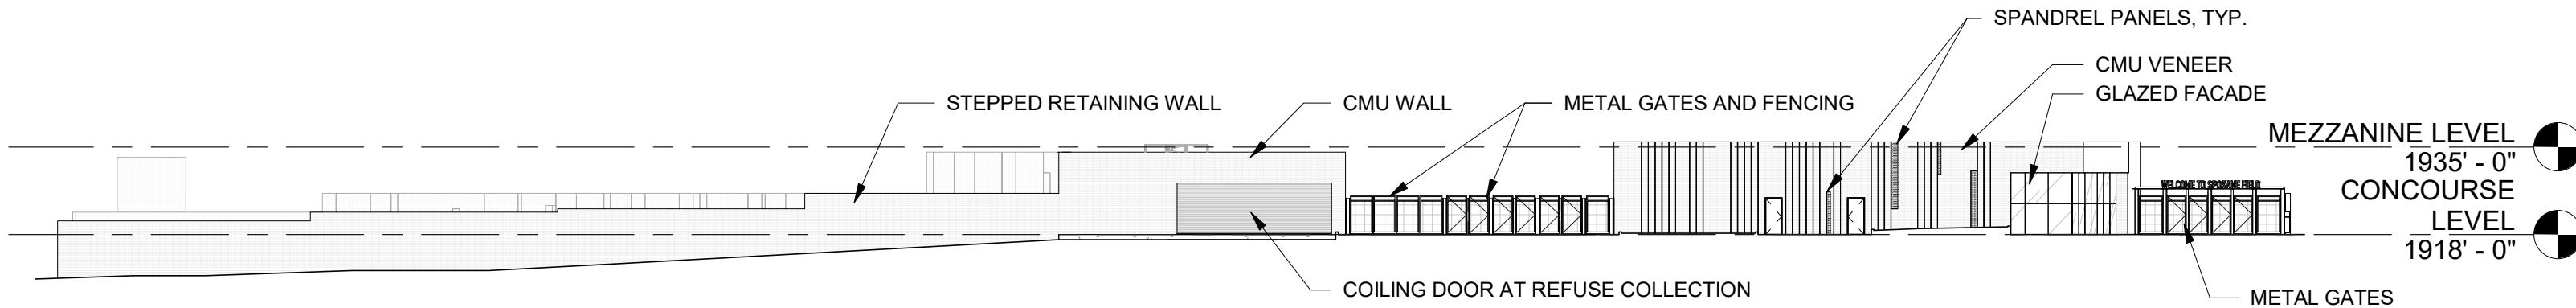 SPANDREL PANELS, TYP.
CMU VENEER
GLAZED FACADE
STEPPED RETAINING WALL
CMU WALL
METAL GATES AND FENCING
MEZZANINE LEVEL
1935' - 0"
CONCOURSE
LEVEL
1918' - 0"
WELCOME TO SPOKANE FIELD
COILING DOOR AT REFUSE COLLECTION
METAL GATES